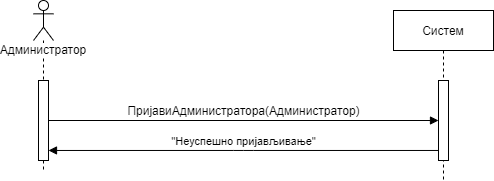 Администратор
Систем
ПријавиАдминистратора(Администратор)
"Неуспешно пријављивање"